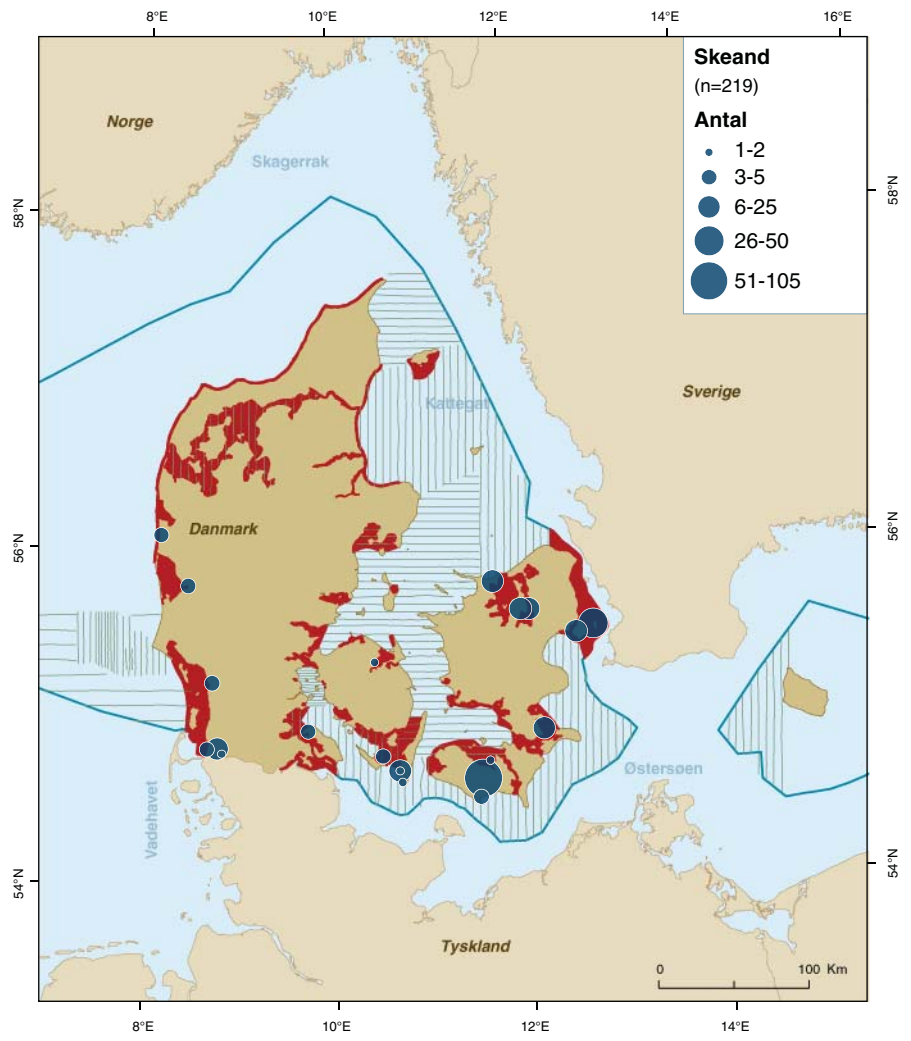 8°E
10°E
12°E
14°E
16°E
Skeand
(n=219)
Antal
1-2
3-5
6-25
26-50
51-105
Norge
Skagerrak
58°N
58°N
Sverige
Kattegat
Danmark
56°N
56°N
Østersøen
Vadehavet
54°N
54°N
Tyskland
0
100 Km
8°E
10°E
12°E
14°E